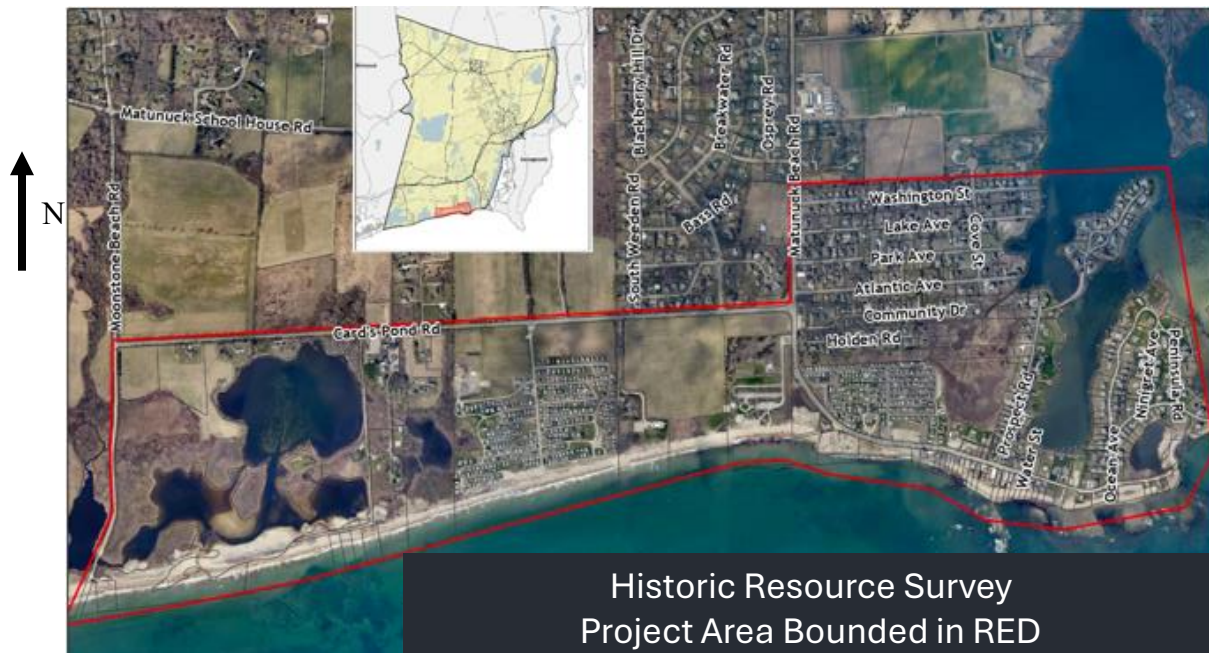 Matunuck School House Rd
N
Moonstone Beach Rd
Card's Pond Rd
South Weeden Rd
Blackberry Hill Dr
Breakwater Rd
Osprey Rd
Bass Rd
Matunuck Beach Rd
Washington St
Lake Ave
Cove St
Park Ave
Atlantic Ave
Community Dr
Holden Rd
Prospect Rd
Water St
Ocean Ave
Ninigret Ave
Peninsula Rd
Historic Resource Survey
Project Area Bounded in RED